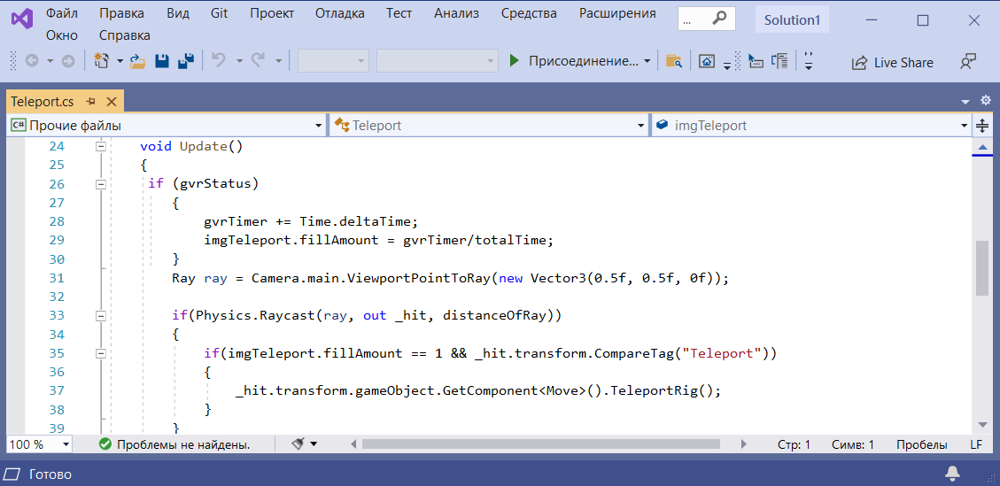 Файл Правка Вид Git Проект Отладка Тест Анализ Средства Расширения ... Solution1
Окно Справка
Присоединение... Live Share
Teleport.cs
C# Прочие файлы Teleport imgTeleport
24 void Update()
25 {
26 if (gvrStatus)
27 {
28 gvrTimer += Time.deltaTime;
29 imgTeleport.fillAmount = gvrTimer/totalTime;
30 }
31 Ray ray = Camera.main.ViewportPointToRay(new Vector3(0.5f, 0.5f, 0f));
32
33 if(Physics.Raycast(ray, out _hit, distanceOfRay))
34 {
35 if(imgTeleport.fillAmount == 1 && _hit.transform.CompareTag("Teleport"))
36 {
37 _hit.transform.gameObject.GetComponent<Move>().TeleportRig();
38 }
39 }
100 % Проблемы не найдены. Стр: 1 Симв: 1 Пробелы LF
Готово